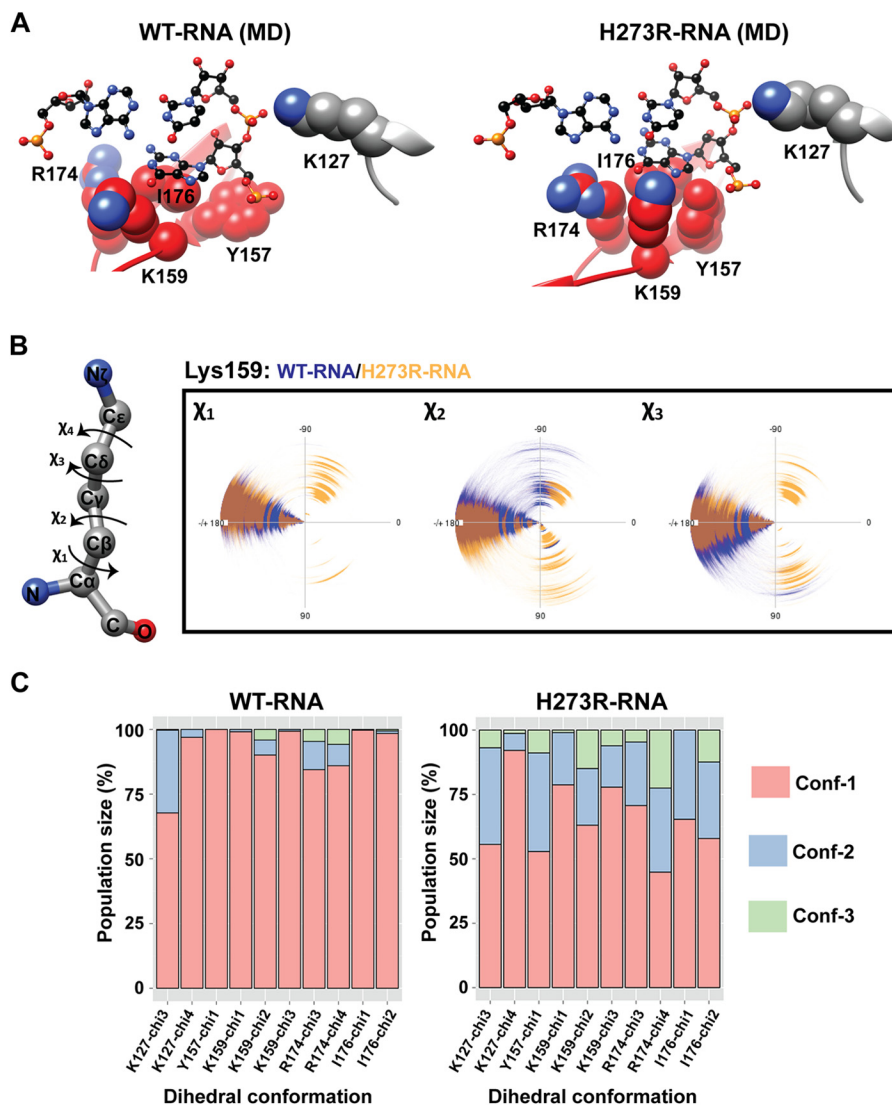 A
WT-RNA (MD)
H273R-RNA (MD)
R174
I176
K159
Y157
K127
R174
I176
K159
Y157
K127
B
Nζ
Cε
χ4
Cδ
χ3
Cγ
χ2
Cβ
χ1
Cα
N
C
O
Lys159: WT-RNA/H273R-RNA
χ1
χ2
χ3
-90
-90
-90
-/+ 180
0
-/+ 180
0
-/+ 180
0
90
90
90
C
WT-RNA
H273R-RNA
Population size (%)
100
75
50
25
0
K127-chi3
K127-chi4
Y157-chi1
K159-chi1
K159-chi2
K159-chi3
R174-chi3
R174-chi4
I176-chi1
I176-chi2
Dihedral conformation
Population size (%)
100
75
50
25
0
K127-chi3
K127-chi4
Y157-chi1
K159-chi1
K159-chi2
K159-chi3
R174-chi3
R174-chi4
I176-chi1
I176-chi2
Dihedral conformation
Conf-1
Conf-2
Conf-3